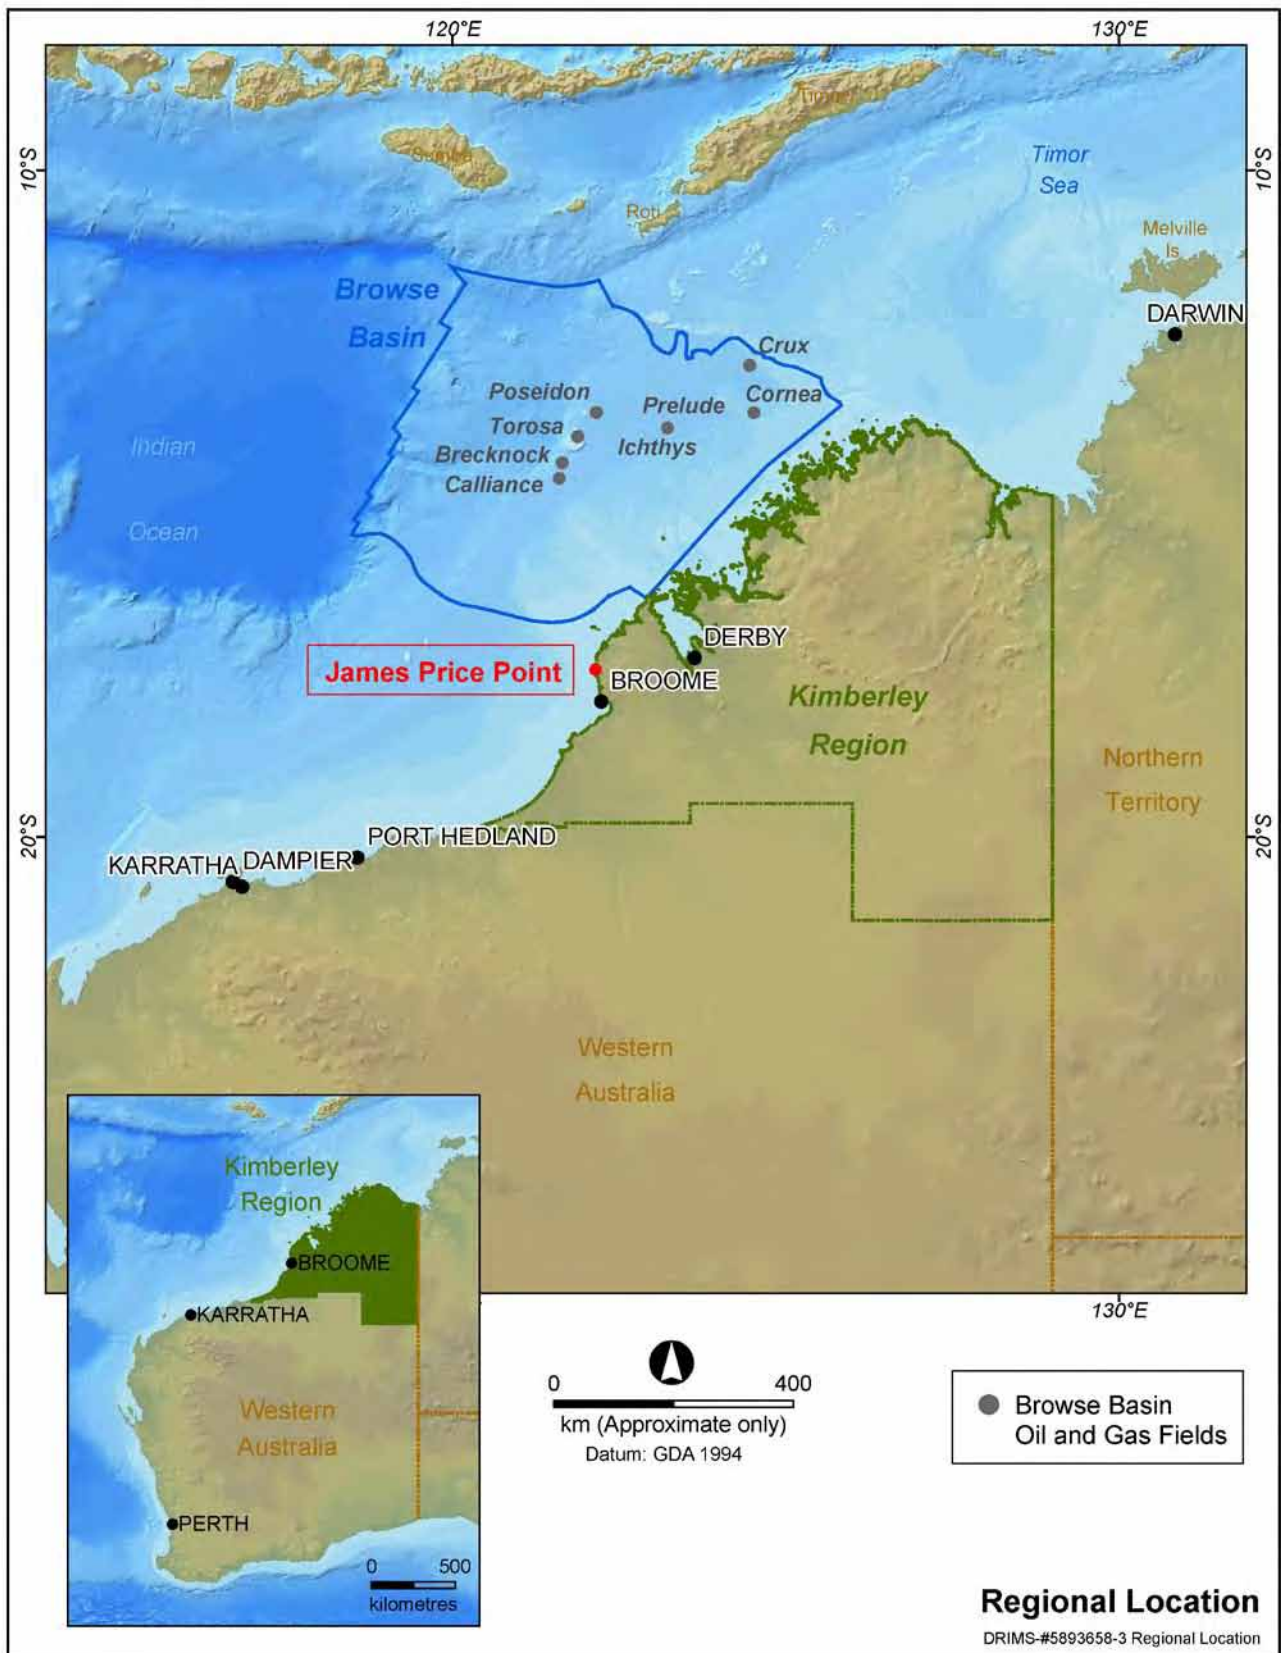 120°E
130°E
10°S
10°S
Timor
Sumba
Timor
Sea
Roti
Melville
Is
DARWIN
Browse
Basin
Crux
Poseidon
Prelude
Cornea
Torosa
Ichthys
Brecknock
Calliance
Indian
Ocean
DERBY
James Price Point
BROOME
Kimberley
Region
Northern
Territory
20°S
20°S
PORT HEDLAND
KARRATHA
DAMPIER
Western
Australia
130°E
Kimberley
Region
BROOME
KARRATHA
Western
Australia
PERTH
0 500
kilometres
0 400
km (Approximate only)
Datum: GDA 1994
Browse Basin
Oil and Gas Fields
Regional Location
DRIMS-#5893658-3 Regional Location